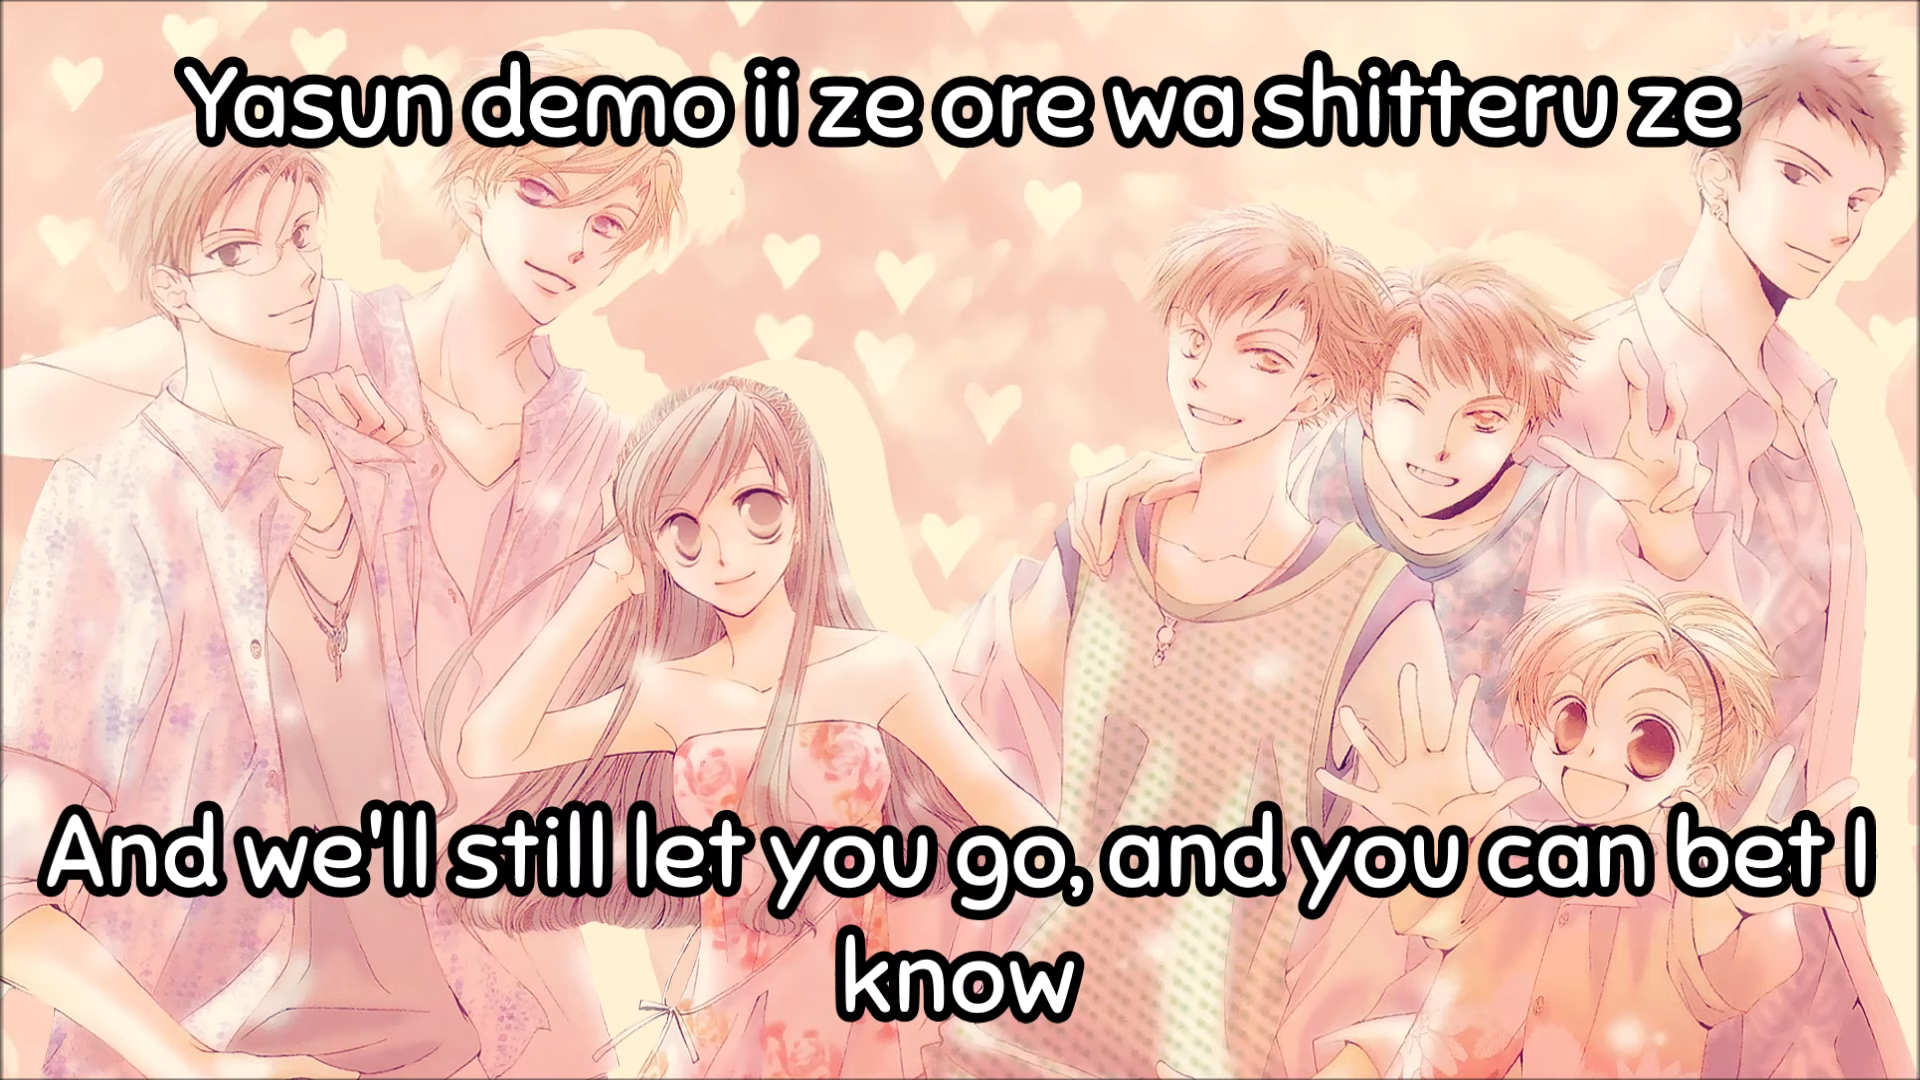 Yasun demo ii ze ore wa shitteru ze
And we'll still let you go, and you can bet I
know